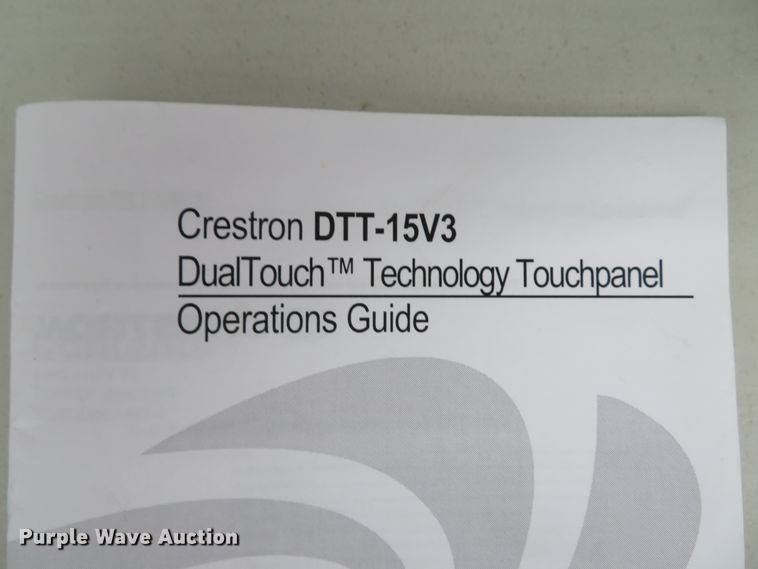 Crestron DTT-15V3
DualTouch™ Technology Touchpanel
Operations Guide
Purple Wave Auction